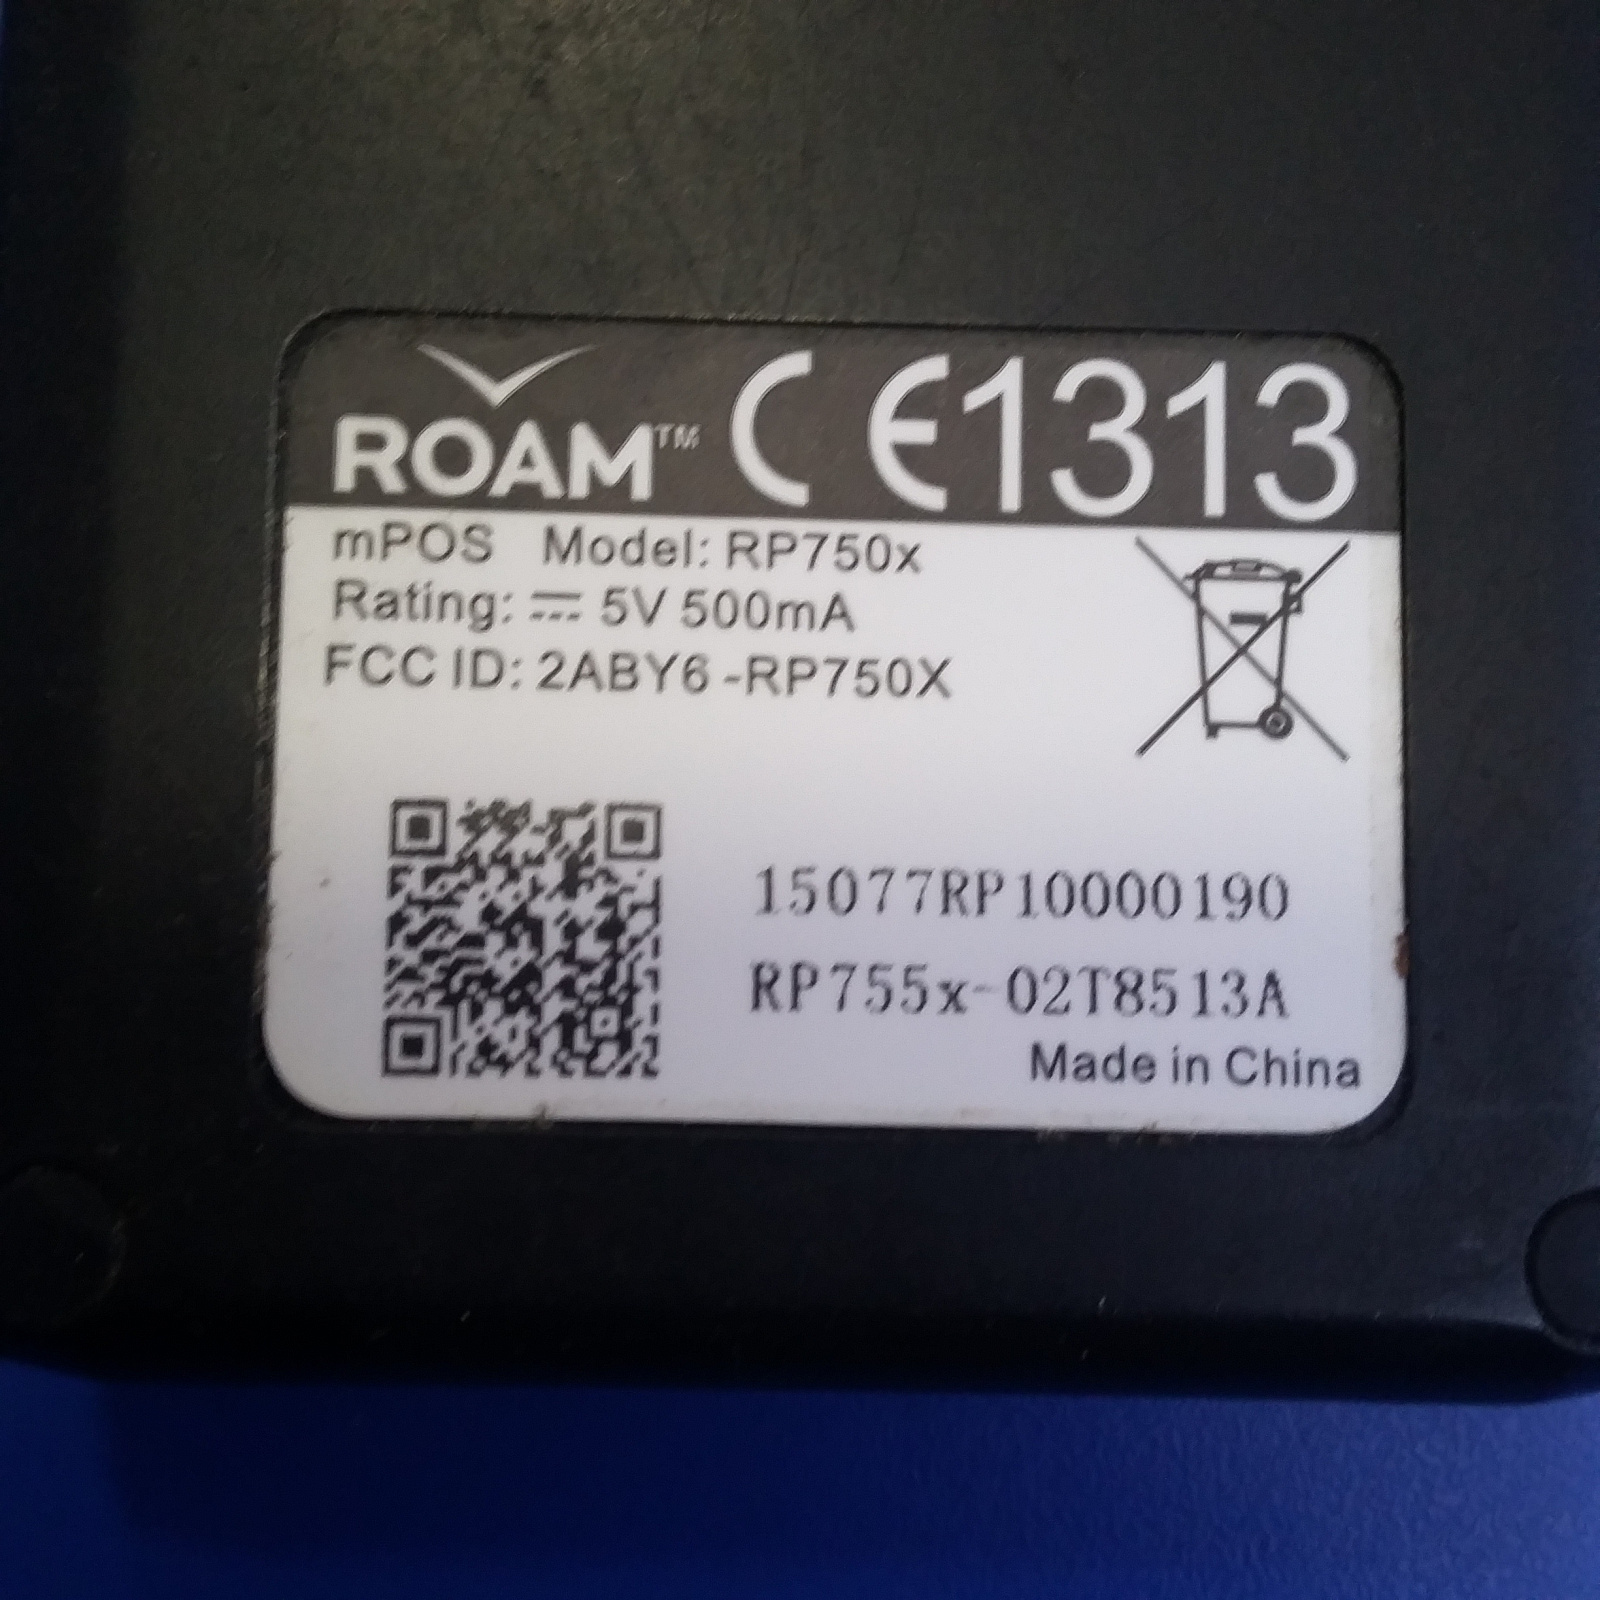 ROAM™ CE1313
mPOS Model: RP750x
Rating: ⎓ 5V 500mA
FCC ID: 2ABY6-RP750X
15077RP10000190
RP755x-02T8513A
Made in China